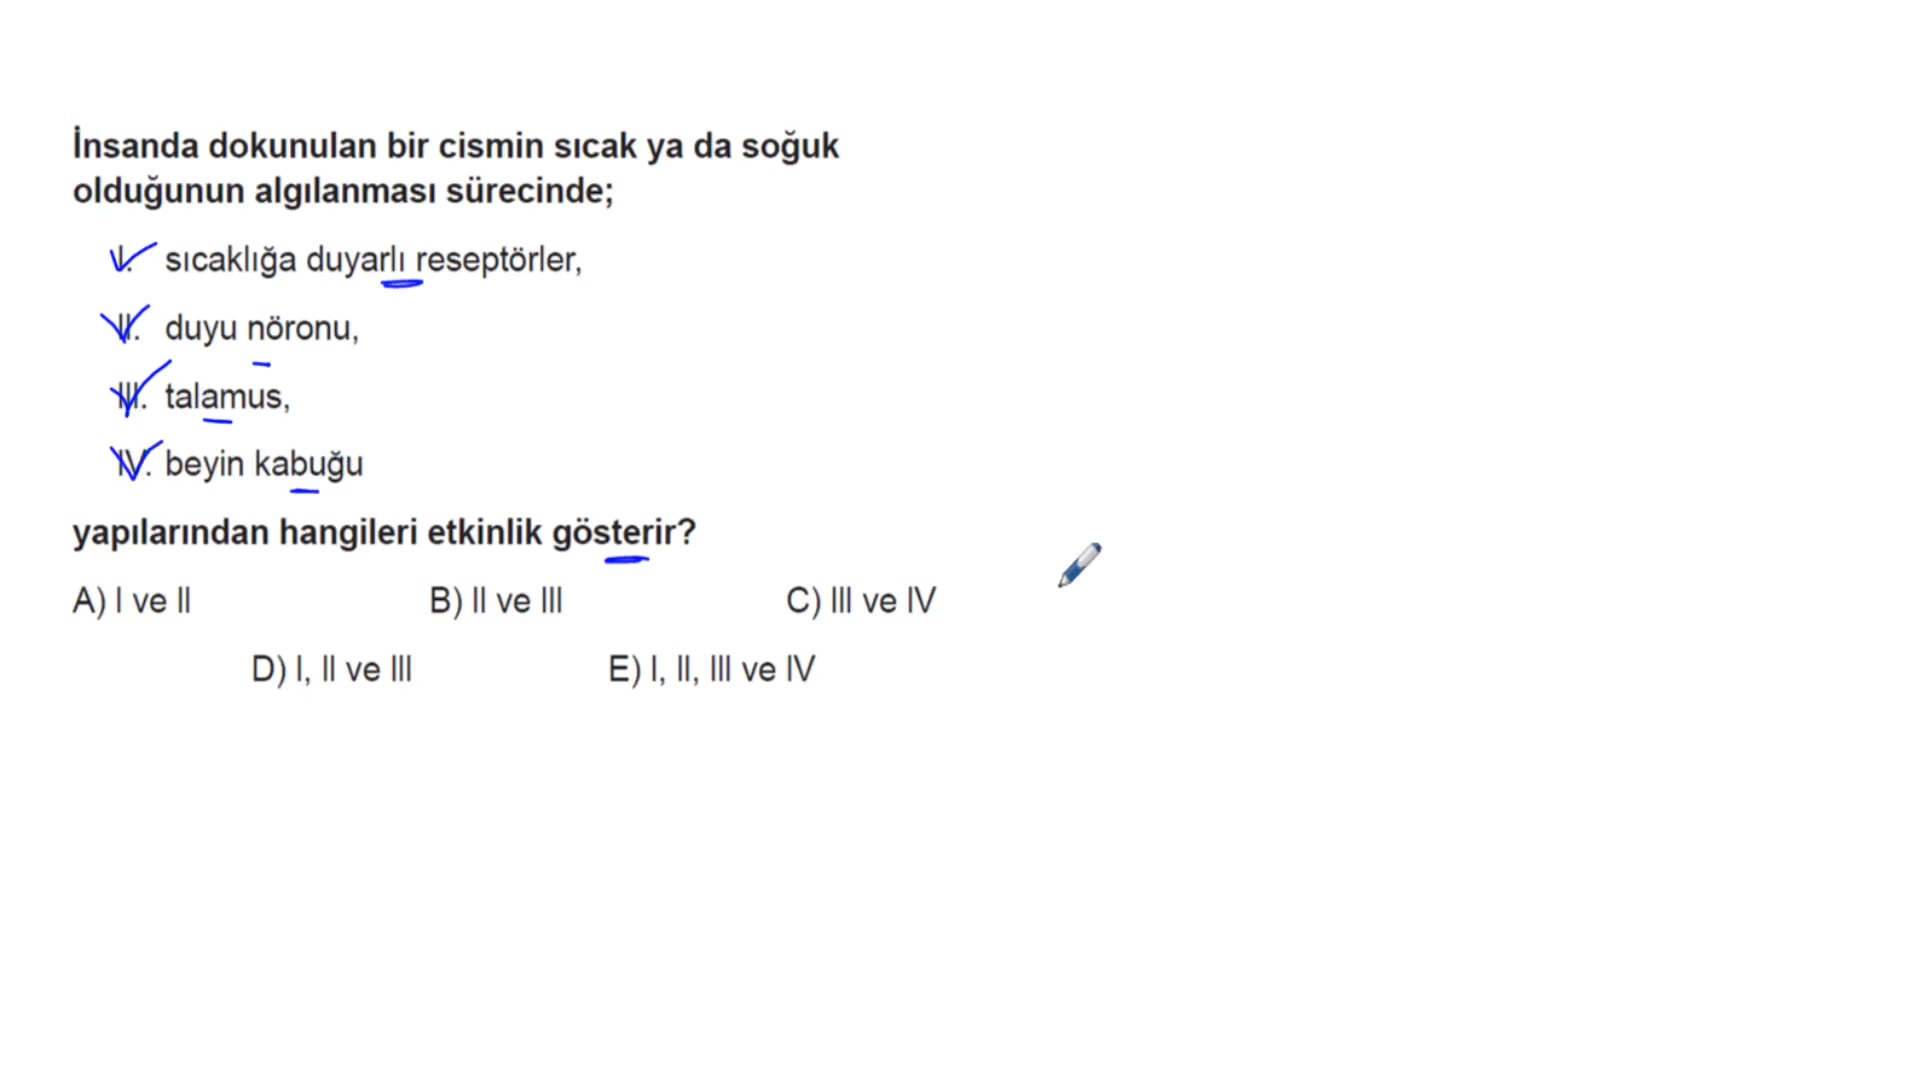 İnsanda dokunulan bir cismin sıcak ya da soğuk
olduğunun algılanması sürecinde;
I. sıcaklığa duyarlı reseptörler,
II. duyu nöronu,
III. talamus,
IV. beyin kabuğu
yapılarından hangileri etkinlik gösterir?
A) I ve II B) II ve III C) III ve IV
D) I, II ve III E) I, II, III ve IV